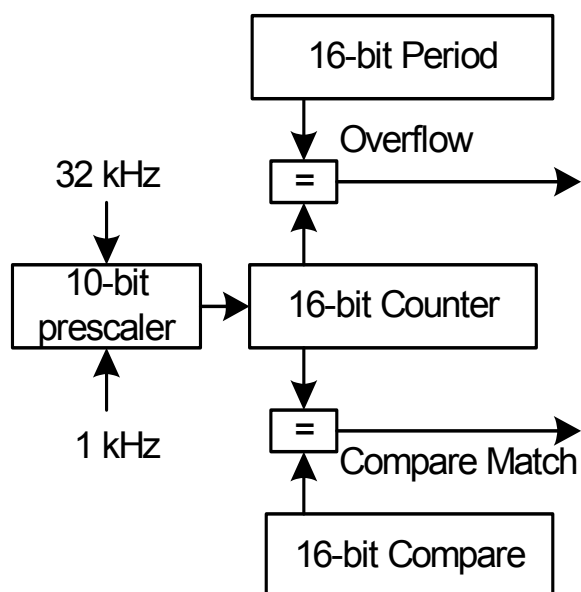 16-bit Period
Overflow
=
32 kHz
10-bit
prescaler
16-bit Counter
1 kHz
=
Compare Match
16-bit Compare